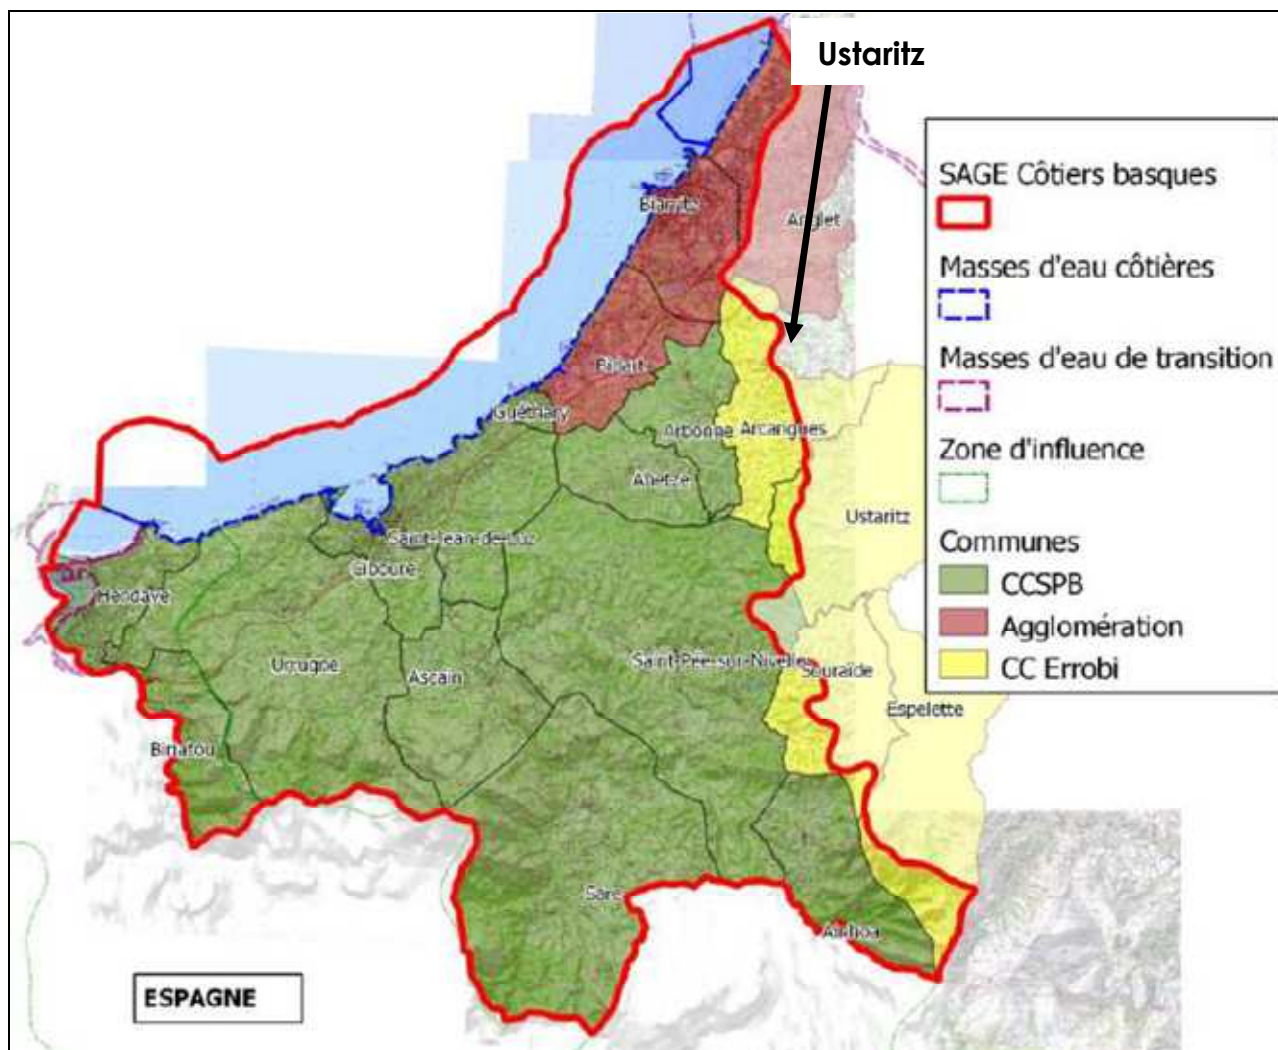 Ustaritz
SAGE Côtiers basques
Masses d'eau côtières
Masses d'eau de transition
Zone d'influence
Communes
CCSPB
Agglomération
CC Errobi
Biarritz
Anglet
Bidart
Guéthary
Arbonne
Arcangues
Ahetze
Ustaritz
Saint-Jean-de-Luz
Ciboure
Hendaye
Urrugne
Ascain
Saint-Pée-sur-Nivelle
Souraïde
Espelette
Biriatou
Sare
Ainhoa
ESPAGNE